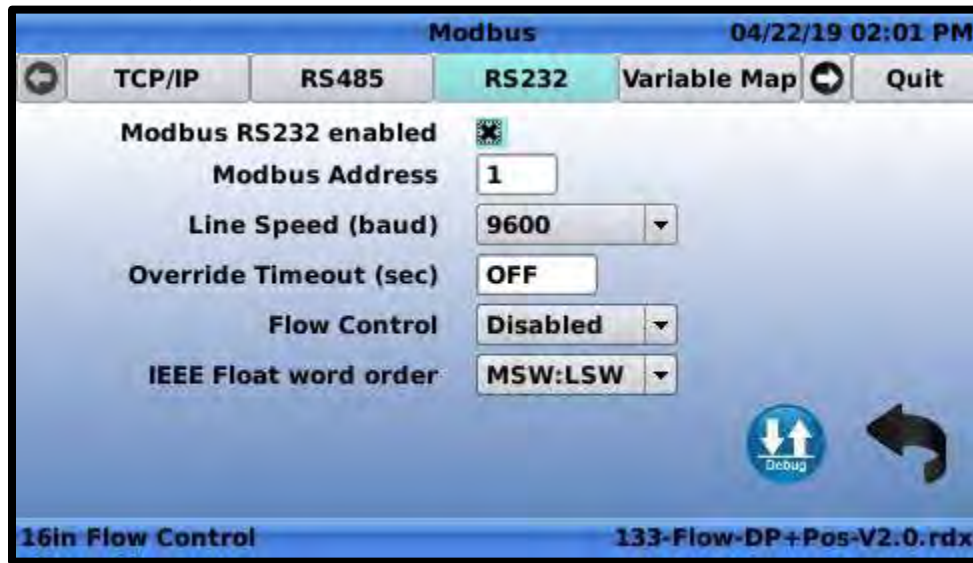 Modbus 04/22/19 02:01 PM
TCP/IP RS485 RS232 Variable Map Quit
Modbus RS232 enabled
Modbus Address 1
Line Speed (baud) 9600
Override Timeout (sec) OFF
Flow Control Disabled
IEEE Float word order MSW:LSW
Debug
16in Flow Control 133-Flow-DP+Pos-V2.0.rdx